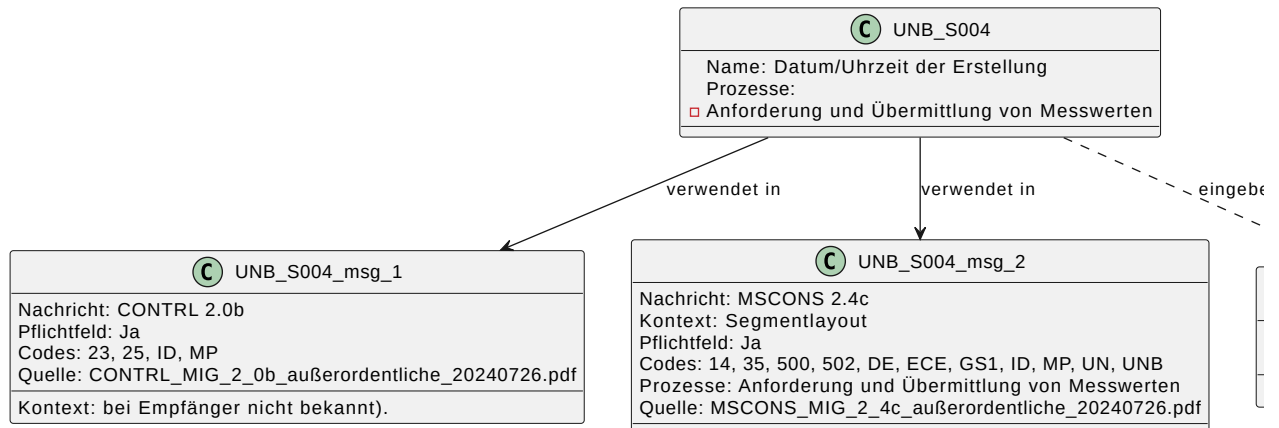 C UNB_S004
Name: Datum/Uhrzeit der Erstellung
Prozesse:
Anforderung und Übermittlung von Messwerten
verwendet in
verwendet in
eingebe
C UNB_S004_msg_1
Nachricht: CONTRL 2.0b
Pflichtfeld: Ja
Codes: 23, 25, ID, MP
Quelle: CONTRL_MIG_2_0b_außerordentliche_20240726.pdf
Kontext: bei Empfänger nicht bekannt).
C UNB_S004_msg_2
Nachricht: MSCONS 2.4c
Kontext: Segmentlayout
Pflichtfeld: Ja
Codes: 14, 35, 500, 502, DE, ECE, GS1, ID, MP, UN, UNB
Prozesse: Anforderung und Übermittlung von Messwerten
Quelle: MSCONS_MIG_2_4c_außerordentliche_20240726.pdf